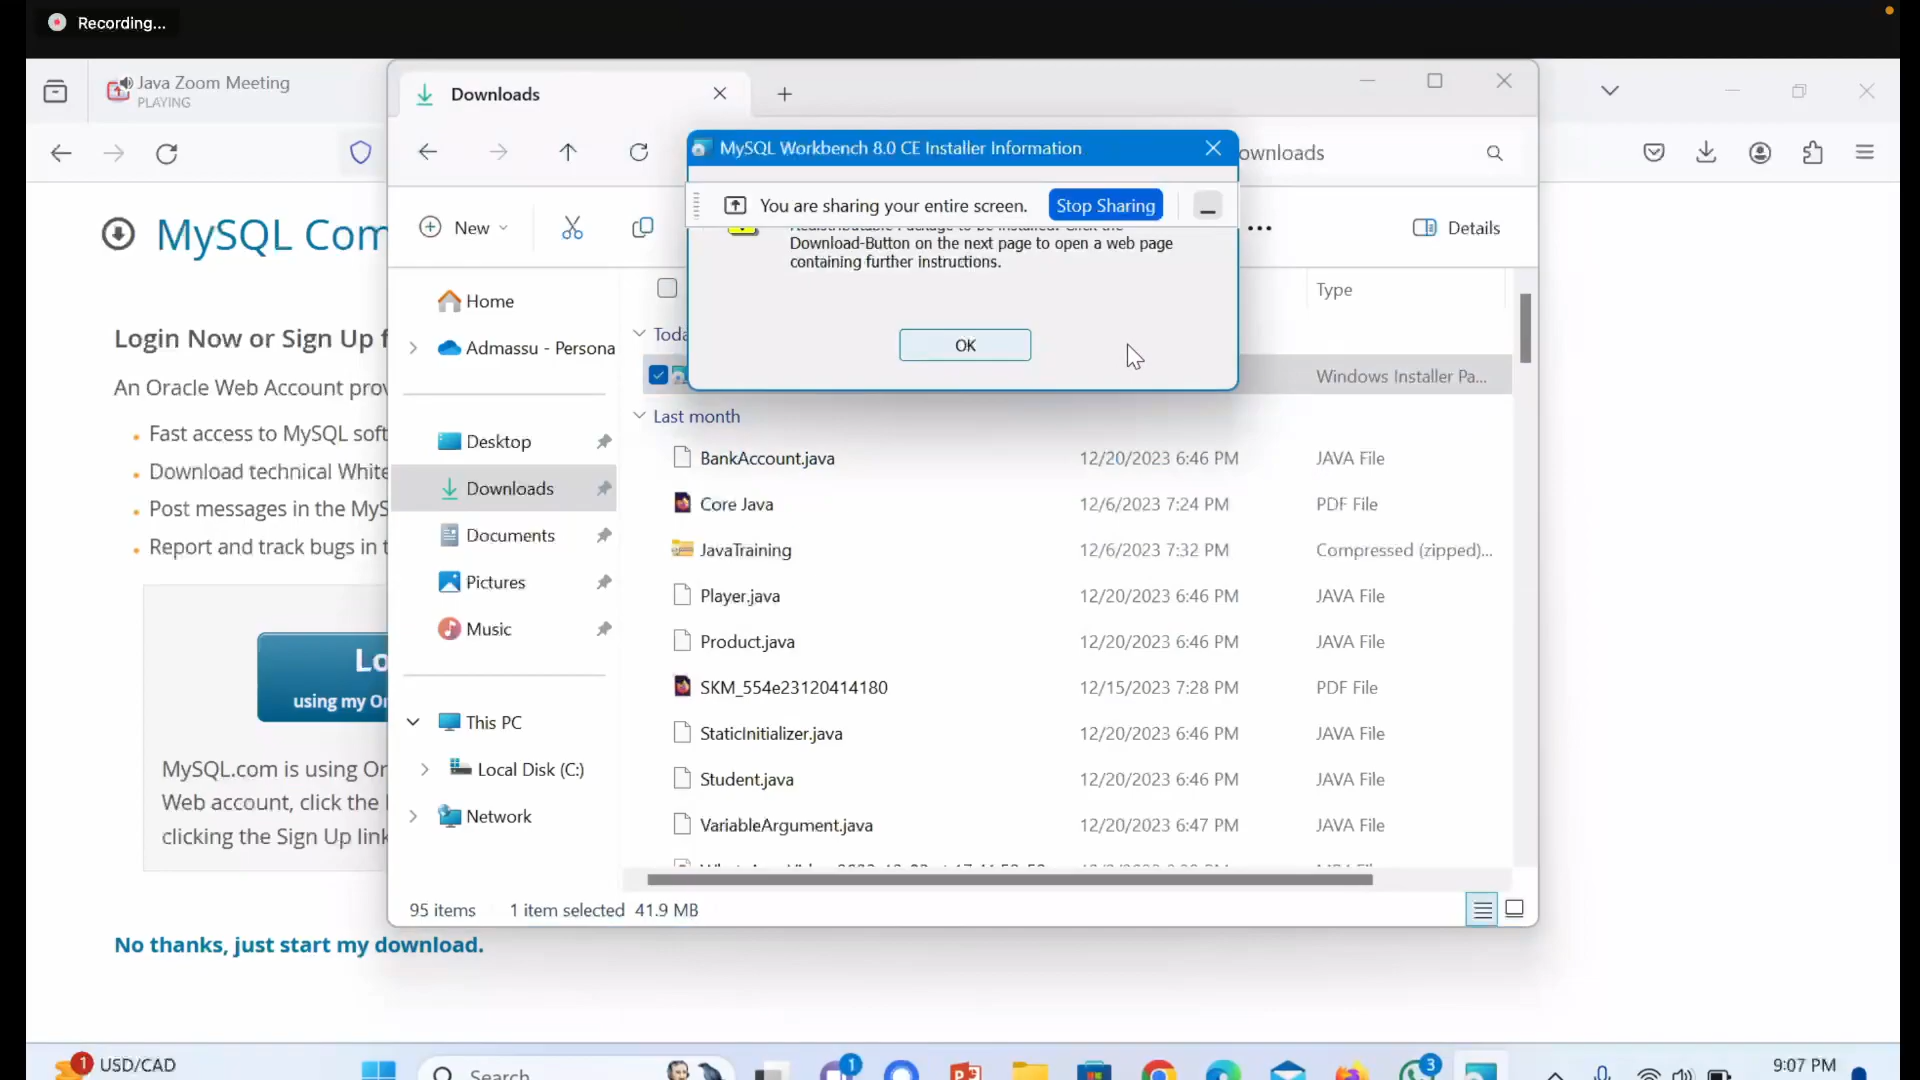 Recording...
Java Zoom Meeting
PLAYING
Downloads
MySQL Workbench 8.0 CE Installer Information
ownloads
You are sharing your entire screen.
Stop Sharing
New
Details
Download-Button on the next page to open a web page
containing further instructions.
OK
MySQL Com
Login Now or Sign Up f
An Oracle Web Account prov
Fast access to MySQL soft
Download technical White
Post messages in the MyS
Report and track bugs in t
Lo
using my Or
MySQL.com is using Or
Web account, click the
clicking the Sign Up link
No thanks, just start my download.
Home
Admassu - Persona
Desktop
Downloads
Documents
Pictures
Music
This PC
Local Disk (C:)
Network
Type
Toda
Windows Installer Pa...
Last month
BankAccount.java 12/20/2023 6:46 PM JAVA File
Core Java 12/6/2023 7:24 PM PDF File
JavaTraining 12/6/2023 7:32 PM Compressed (zipped)...
Player.java 12/20/2023 6:46 PM JAVA File
Product.java 12/20/2023 6:46 PM JAVA File
SKM_554e23120414180 12/15/2023 7:28 PM PDF File
StaticInitializer.java 12/20/2023 6:46 PM JAVA File
Student.java 12/20/2023 6:46 PM JAVA File
VariableArgument.java 12/20/2023 6:47 PM JAVA File
95 items 1 item selected 41.9 MB
1
USD/CAD
Search
1
3
9:07 PM